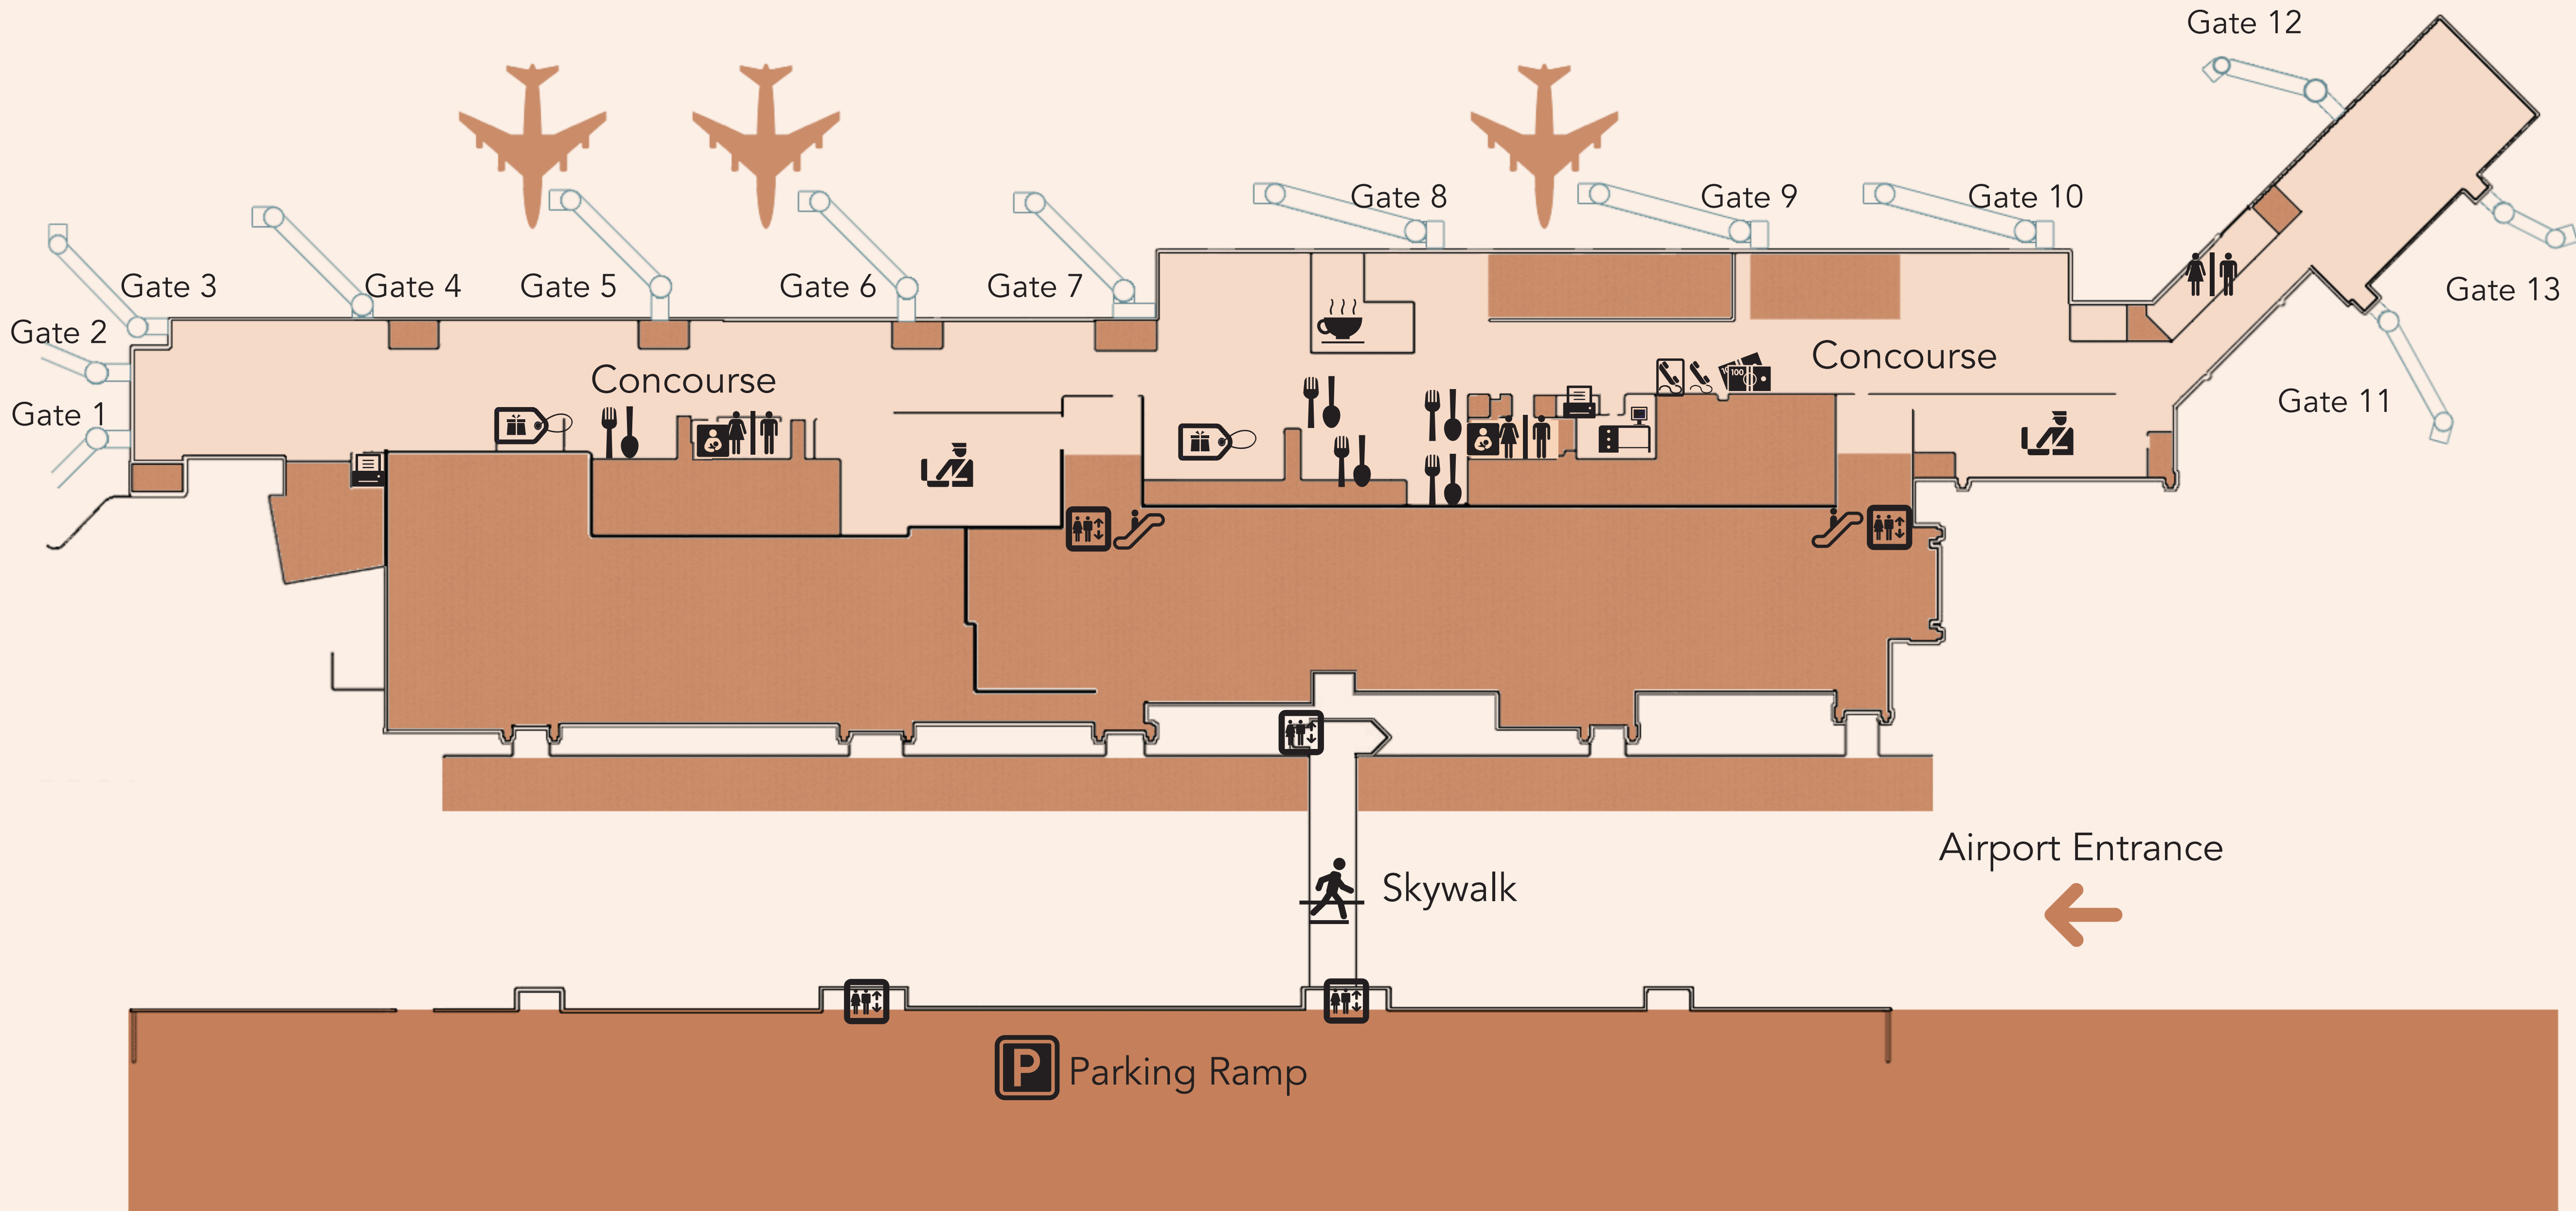 Gate 12
Gate 8
Gate 9
Gate 10
Gate 3
Gate 4
Gate 5
Gate 6
Gate 7
Gate 13
Gate 2
Gate 1
Concourse
Concourse
100
Gate 11
Airport Entrance
Skywalk
P Parking Ramp